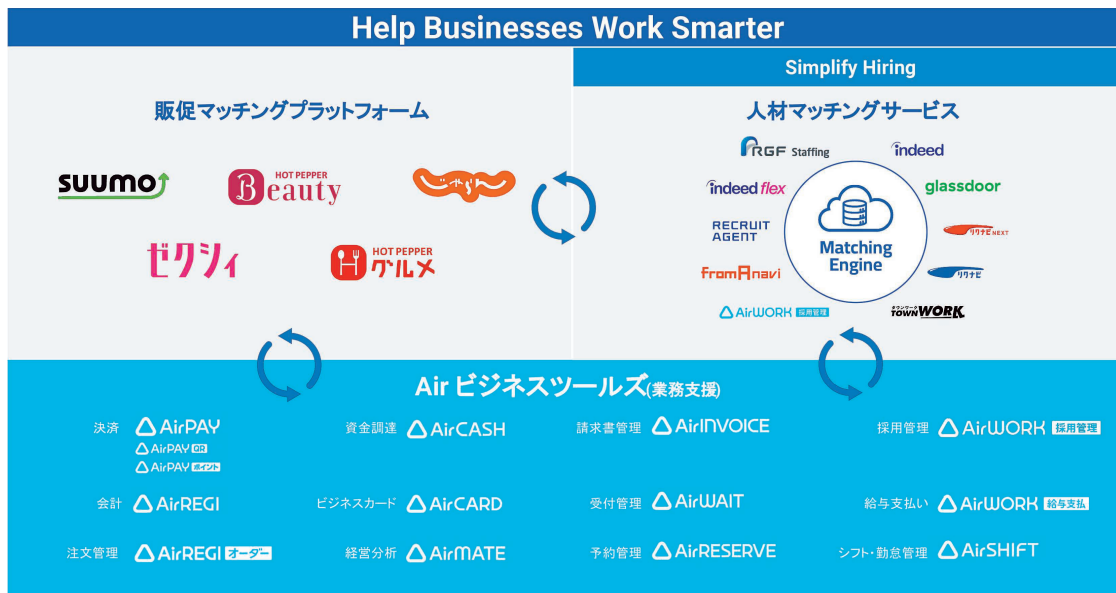 Help Businesses Work Smarter
Simplify Hiring
販促マッチングプラットフォーム
SUUMO
HOT PEPPER
Beauty
じゃらん
ゼクシィ
HOT PEPPER
グルメ
人材マッチングサービス
RGF Staffing
indeed
indeed flex
glassdoor
RECRUIT
AGENT
リクナビNEXT
Matching
Engine
fromAnavi
リクナビ
AirWORK 採用管理
タウンワーク
TOWNWORK
Air ビジネスツールズ(業務支援)
決済 AirPAY
AirPAY QR
AirPAY ポイント
資金調達 AirCASH
請求書管理 AirINVOICE
採用管理 AirWORK 採用管理
会計 AirREGI
ビジネスカード AirCARD
受付管理 AirWAIT
給与支払い AirWORK 給与支払
注文管理 AirREGI オーダー
経営分析 AirMATE
予約管理 AirRESERVE
シフト・勤怠管理 AirSHIFT